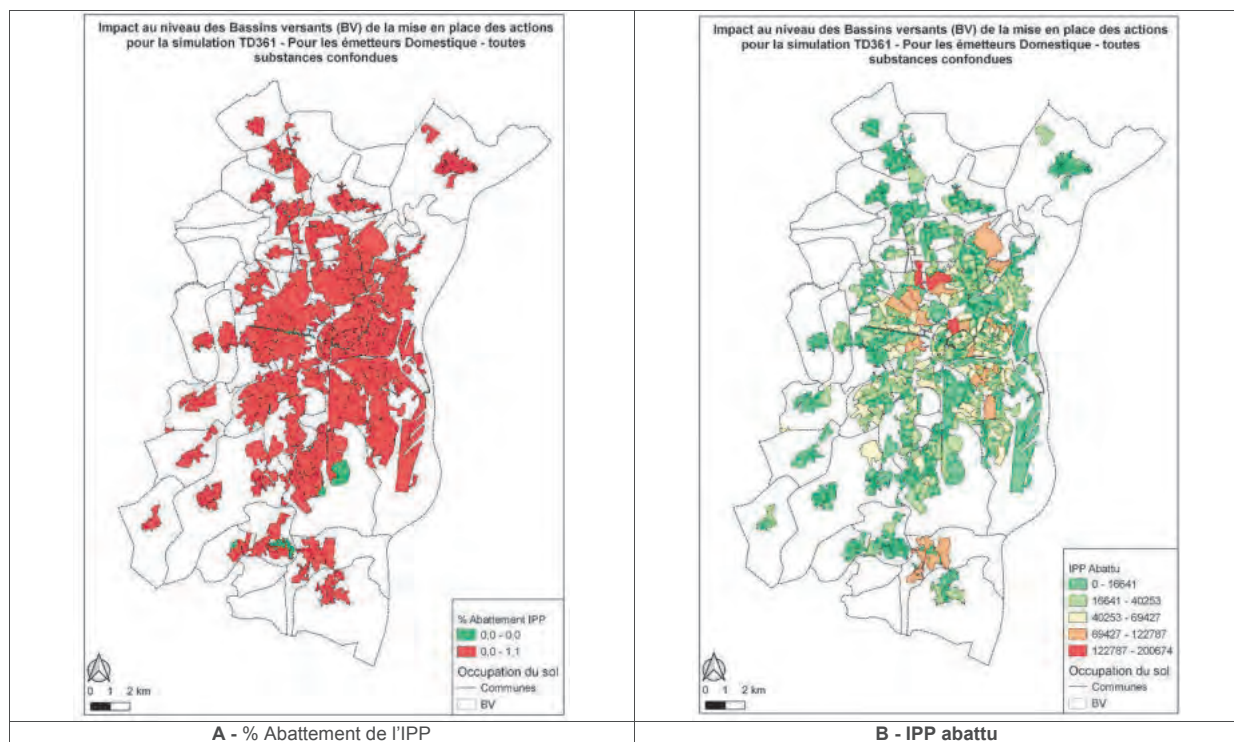 Impact au niveau des Bassins versants (BV) de la mise en place des actions
pour la simulation TD361 - Pour les émetteurs Domestique - toutes
substances confondues
% Abattement IPP
0,0 - 0,0
0,0 - 1,1
Occupation du sol
Communes
BV
0 1 2 km
A - % Abattement de l'IPP
Impact au niveau des Bassins versants (BV) de la mise en place des actions
pour la simulation TD361 - Pour les émetteurs Domestique - toutes
substances confondues
IPP Abattu
0 - 16641
16641 - 40253
40253 - 69427
69427 - 122787
122787 - 200674
Occupation du sol
Communes
BV
0 1 2 km
B - IPP abattu